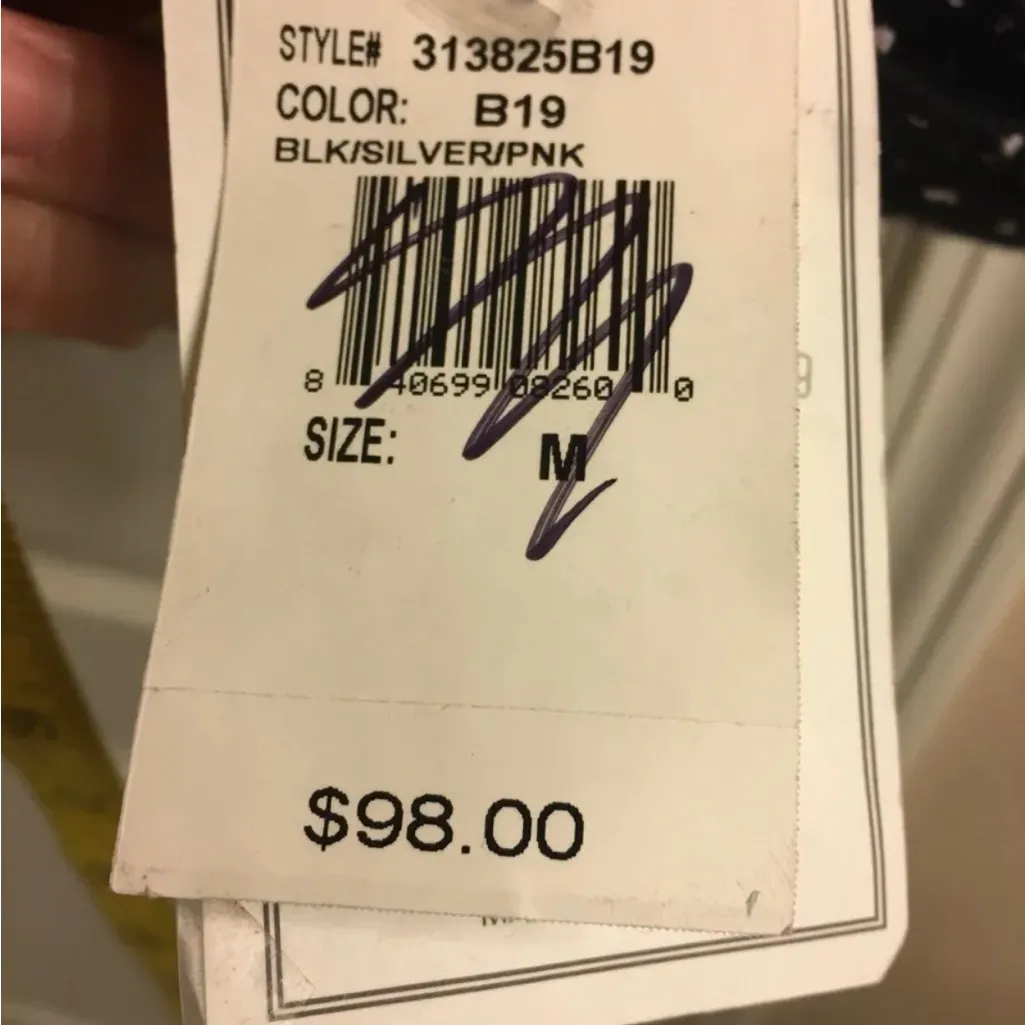 STYLE# 313825B19
COLOR: B19
BLK/SILVER/PNK
8 40699 08260 0
SIZE: M
$98.00